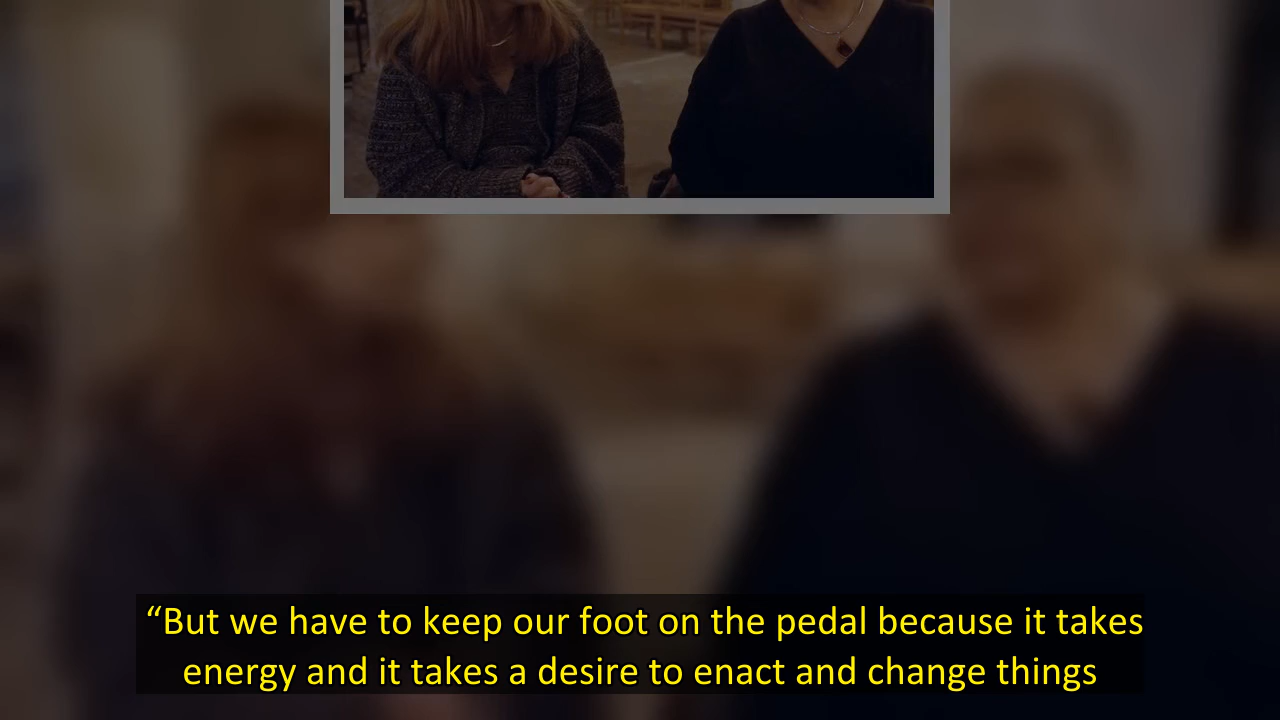 “But we have to keep our foot on the pedal because it takes
energy and it takes a desire to enact and change things